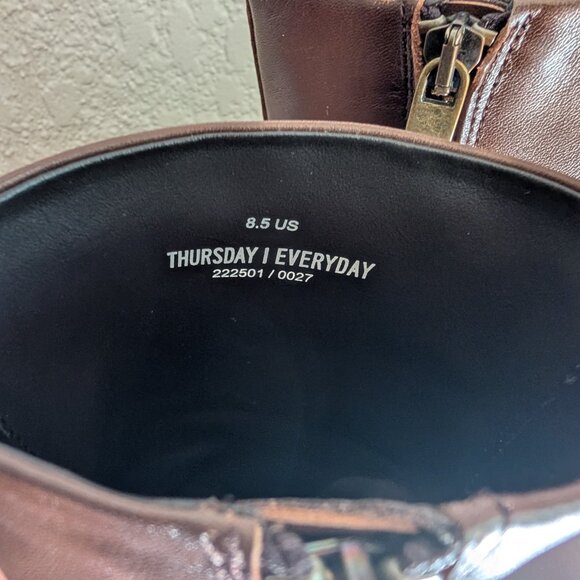 8.5 US
THURSDAY | EVERYDAY
222501 / 0027